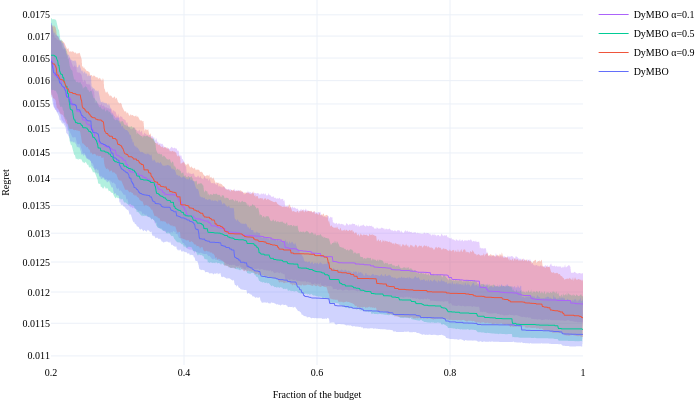 0.0175
0.017
0.0165
0.016
0.0155
0.015
0.0145
0.014
0.0135
0.013
0.0125
0.012
0.0115
0.011
Regret
0.2 0.4 0.6 0.8 1
Fraction of the budget
DyMBO α=0.1
DyMBO α=0.5
DyMBO α=0.9
DyMBO